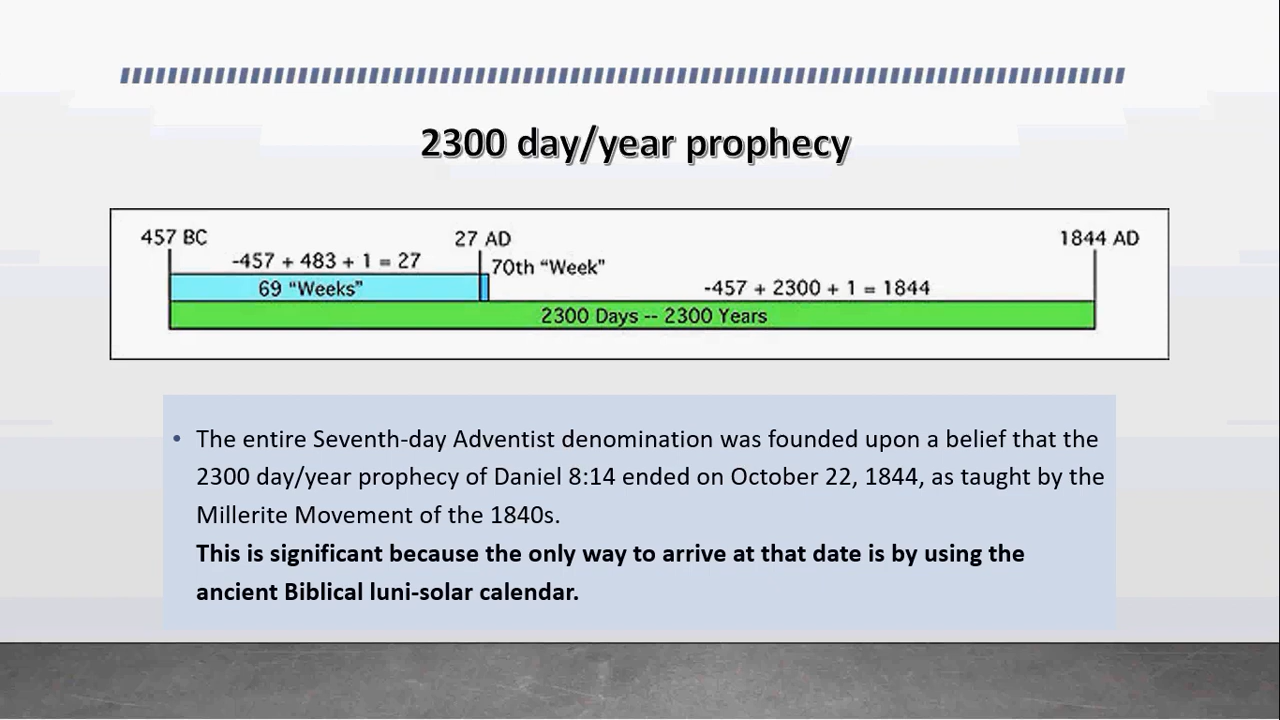 2300 day/year prophecy
457 BC
27 AD
1844 AD
-457 + 483 + 1 = 27
70th “Week”
69 “Weeks”
-457 + 2300 + 1 = 1844
2300 Days -- 2300 Years
• The entire Seventh-day Adventist denomination was founded upon a belief that the
2300 day/year prophecy of Daniel 8:14 ended on October 22, 1844, as taught by the
Millerite Movement of the 1840s.
This is significant because the only way to arrive at that date is by using the
ancient Biblical luni-solar calendar.